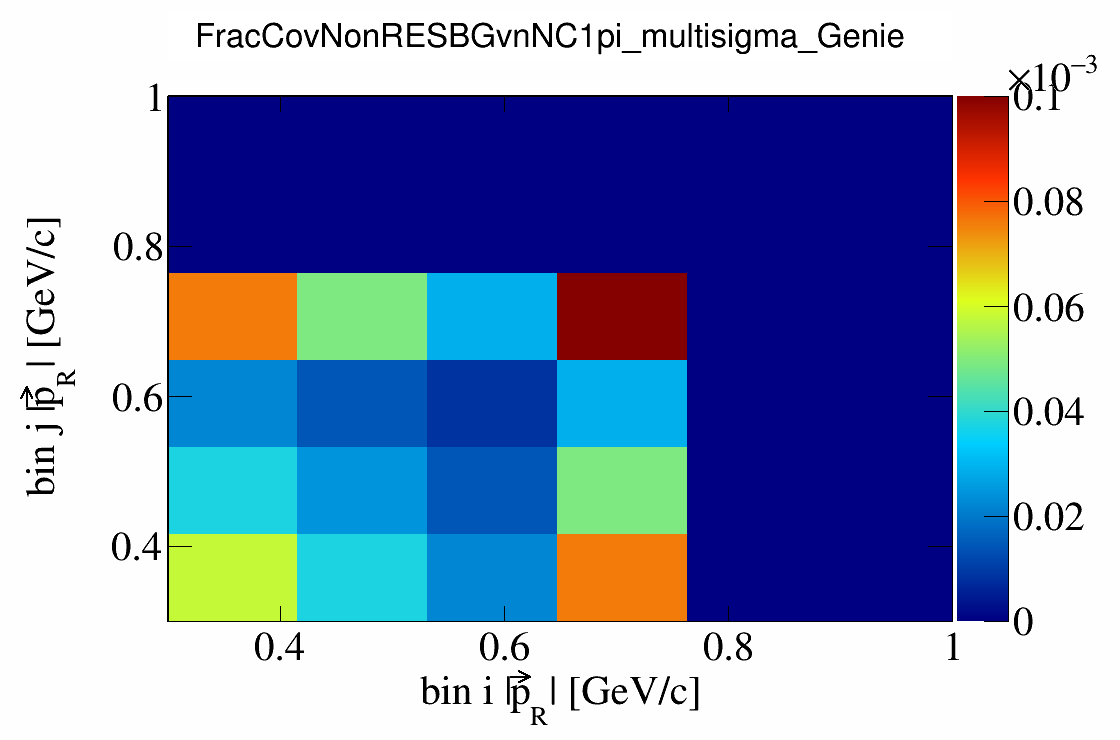 FracCovNonRESBGvnNC1pi_multisigma_Genie
×10⁻³
1
0.8
0.6
0.4
bin j |p⃗_R| [GeV/c]
0.1
0.08
0.06
0.04
0.02
0
0.4 0.6 0.8 1
bin i |p⃗_R| [GeV/c]